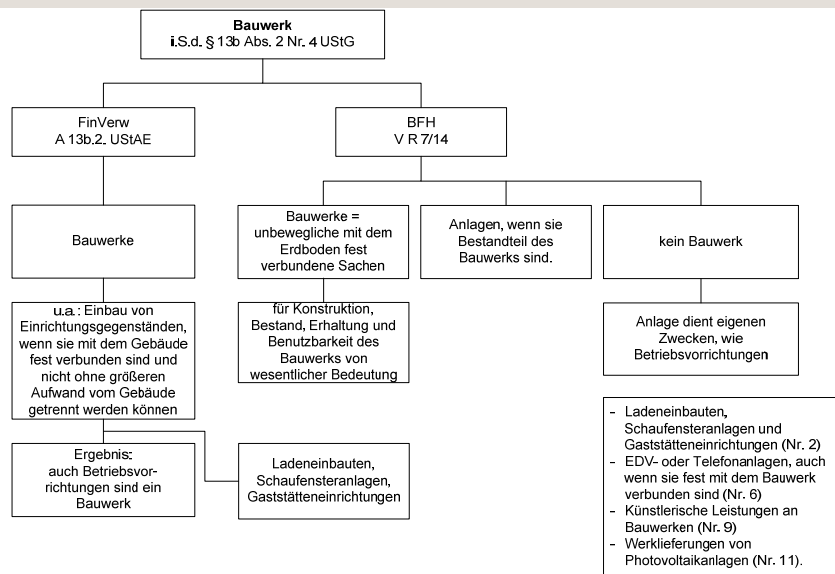 Bauwerk
i.S.d. § 13b Abs. 2 Nr. 4 UStG
FinVerw
A 13b.2. UStAE
BFH
V R 7/14
Bauwerke
Bauwerke =
unbewegliche mit dem
Erdboden fest
verbundene Sachen
Anlagen, wenn sie
Bestandteil des
Bauwerks sind.
kein Bauwerk
u.a.: Einbau von
Einrichtungsgegenständen,
wenn sie mit dem Gebäude
fest verbunden sind und
nicht ohne größeren
Aufwand vom Gebäude
getrennt werden können
für Konstruktion,
Bestand, Erhaltung und
Benutzbarkeit des
Bauwerks von
wesentlicher Bedeutung
Anlage dient eigenen
Zwecken, wie
Betriebsvorrichtungen
Ergebnis:
auch Betriebsvor-
richtungen sind ein
Bauwerk
Ladeneinbauten,
Schaufensteranlagen,
Gaststätteneinrichtungen
- Ladeneinbauten,
Schaufensteranlagen und
Gaststätteneinrichtungen (Nr. 2)
- EDV- oder Telefonanlagen, auch
wenn sie fest mit dem Bauwerk
verbunden sind (Nr. 6)
- Künstlerische Leistungen an
Bauwerken (Nr. 9)
- Werklieferungen von
Photovoltaikanlagen (Nr. 11).